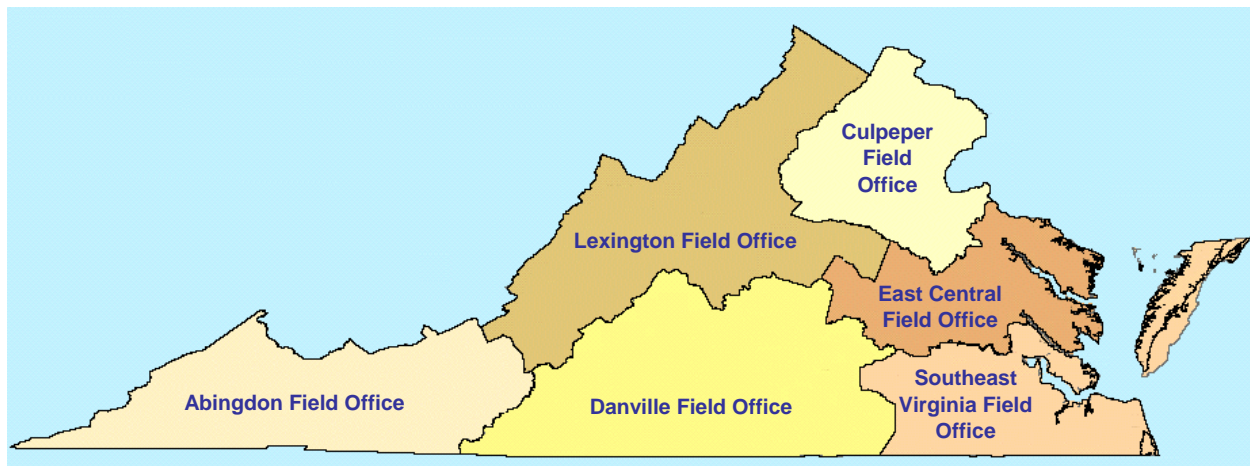 Culpeper
Field
Office
Lexington Field Office
East Central
Field Office
Abingdon Field Office
Danville Field Office
Southeast
Virginia Field
Office